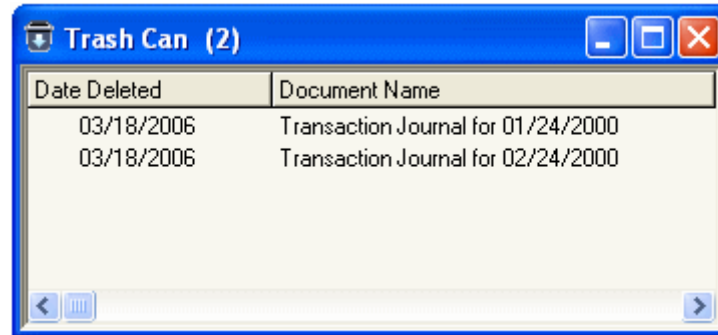 Trash Can (2)
Date Deleted Document Name
03/18/2006 Transaction Journal for 01/24/2000
03/18/2006 Transaction Journal for 02/24/2000